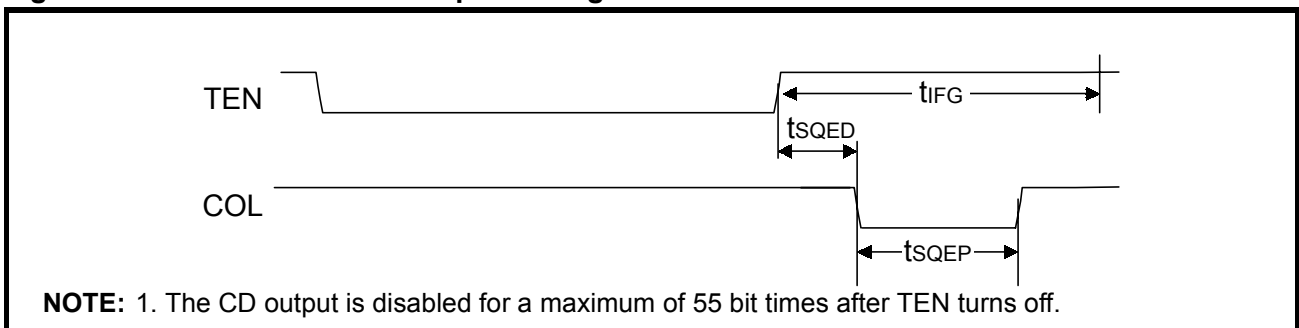 TEN
tIFG
tSQED
COL
tSQEP
NOTE: 1. The CD output is disabled for a maximum of 55 bit times after TEN turns off.